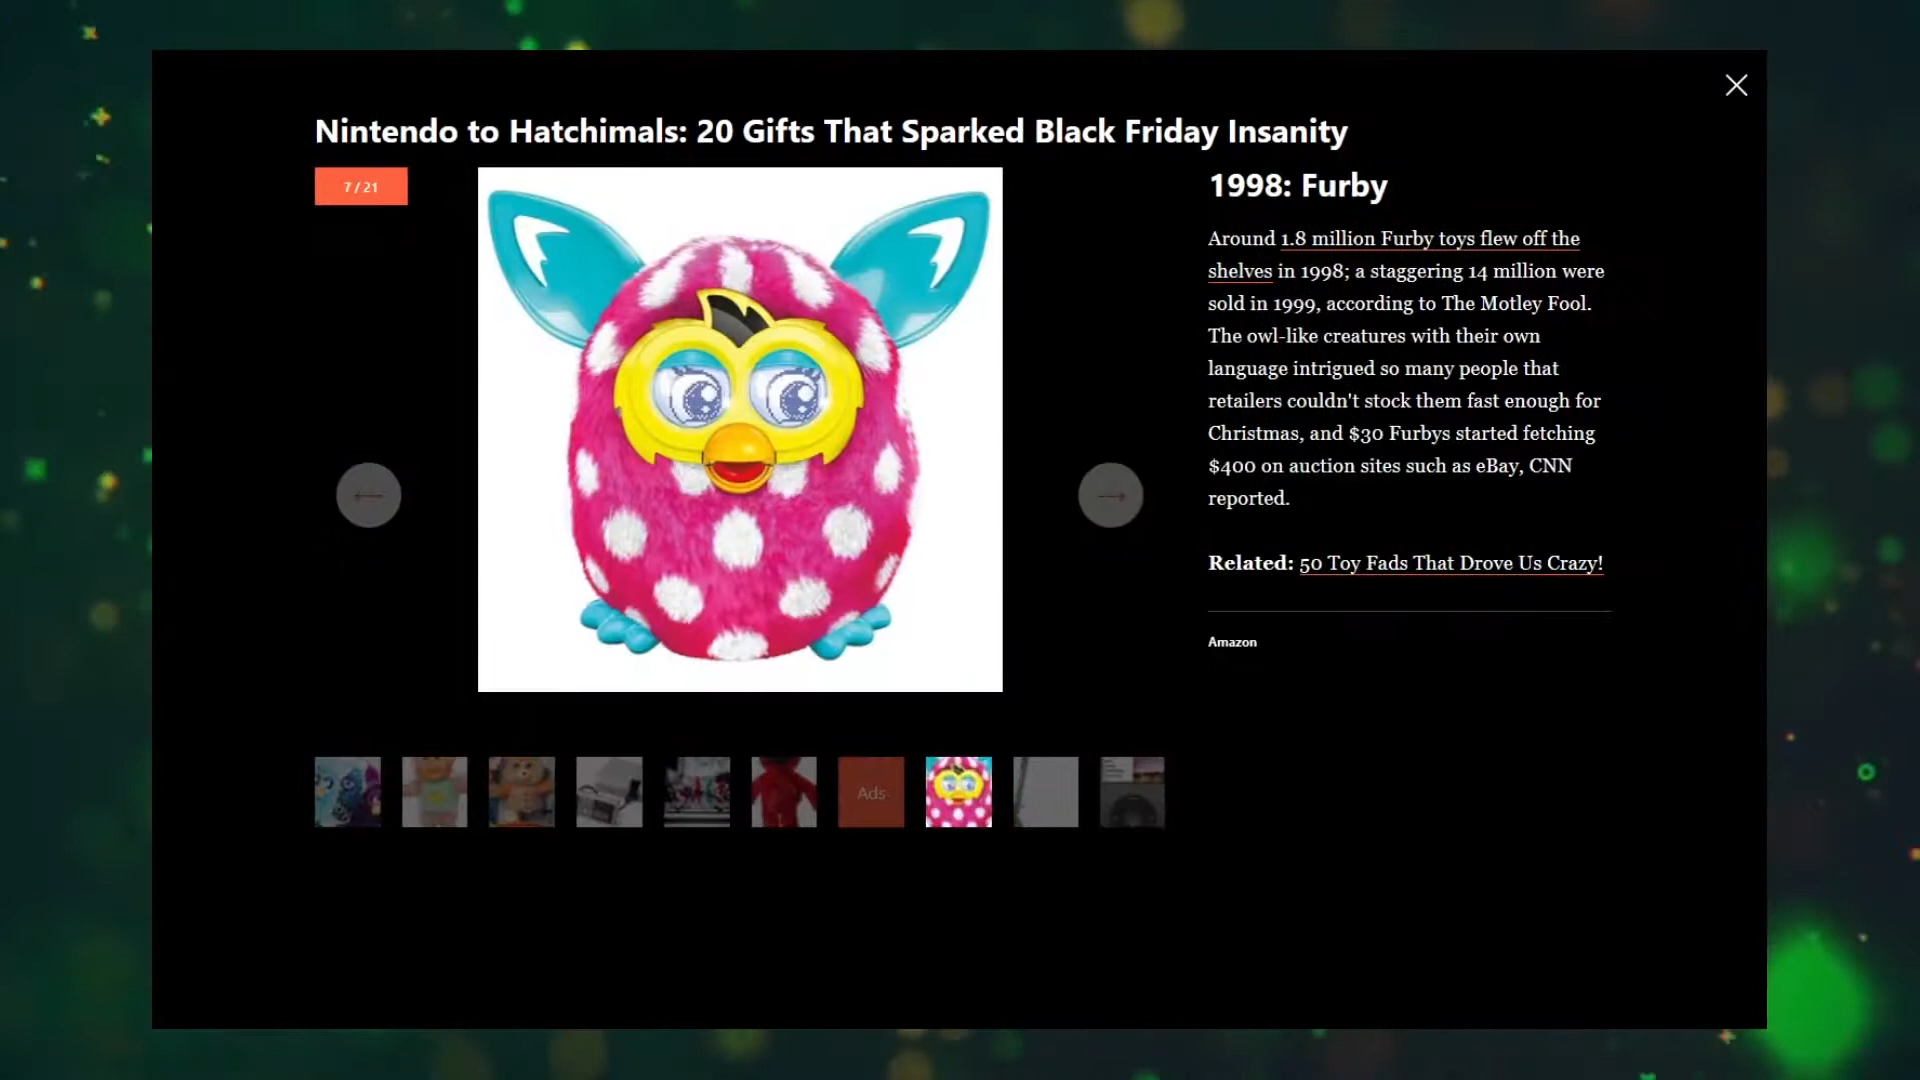 Nintendo to Hatchimals: 20 Gifts That Sparked Black Friday Insanity
7 / 21
1998: Furby
Around 1.8 million Furby toys flew off the
shelves in 1998; a staggering 14 million were
sold in 1999, according to The Motley Fool.
The owl-like creatures with their own
language intrigued so many people that
retailers couldn't stock them fast enough for
Christmas, and $30 Furbys started fetching
$400 on auction sites such as eBay, CNN
reported.
Related: 50 Toy Fads That Drove Us Crazy!
Amazon
Ads